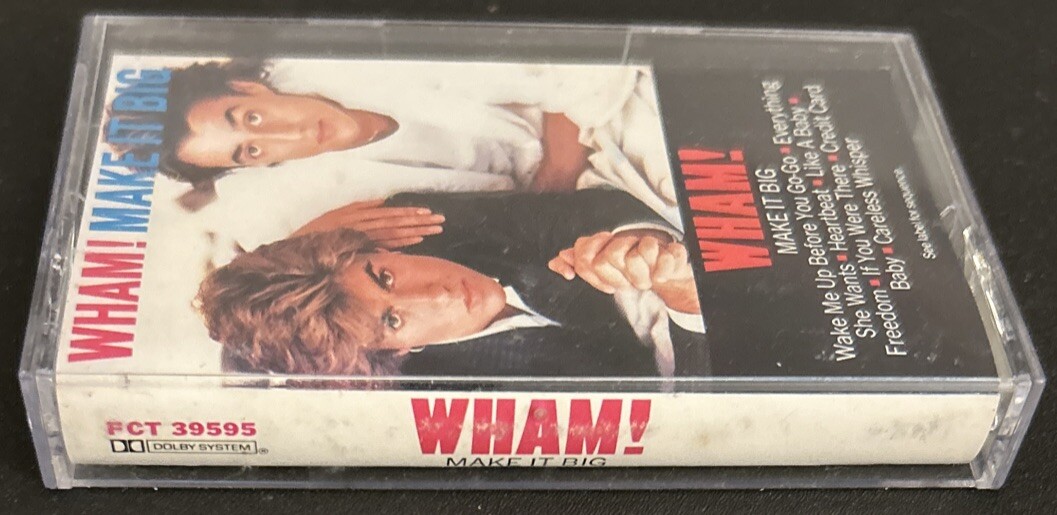 WHAM! MAKE IT BIG
WHAM!
MAKE IT BIG
Wake Me Up Before You Go-Go ▪ Everything
She Wants ▪ Heartbeat ▪ Like A Baby ▪
Freedom ▪ If You Were There ▪ Credit Card
Baby ▪ Careless Whisper
See label for sequence.
FCT 39595
DOLBY SYSTEM®
WHAM!
MAKE IT BIG